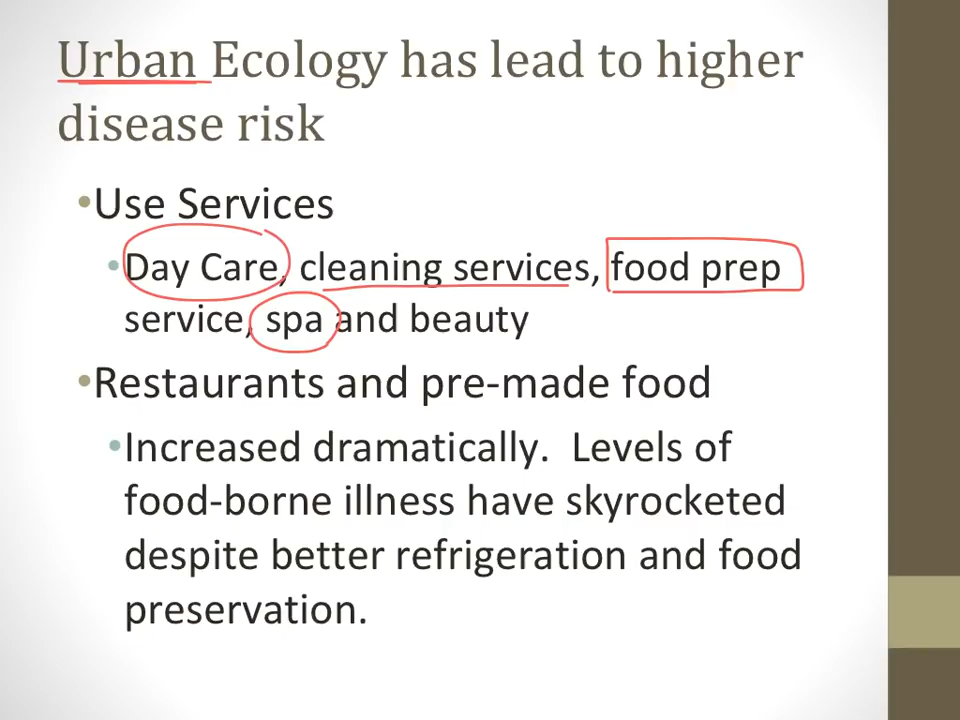 Urban Ecology has lead to higher
disease risk
•Use Services
•Day Care, cleaning services, food prep
service, spa and beauty
•Restaurants and pre-made food
•Increased dramatically.  Levels of
food-borne illness have skyrocketed
despite better refrigeration and food
preservation.